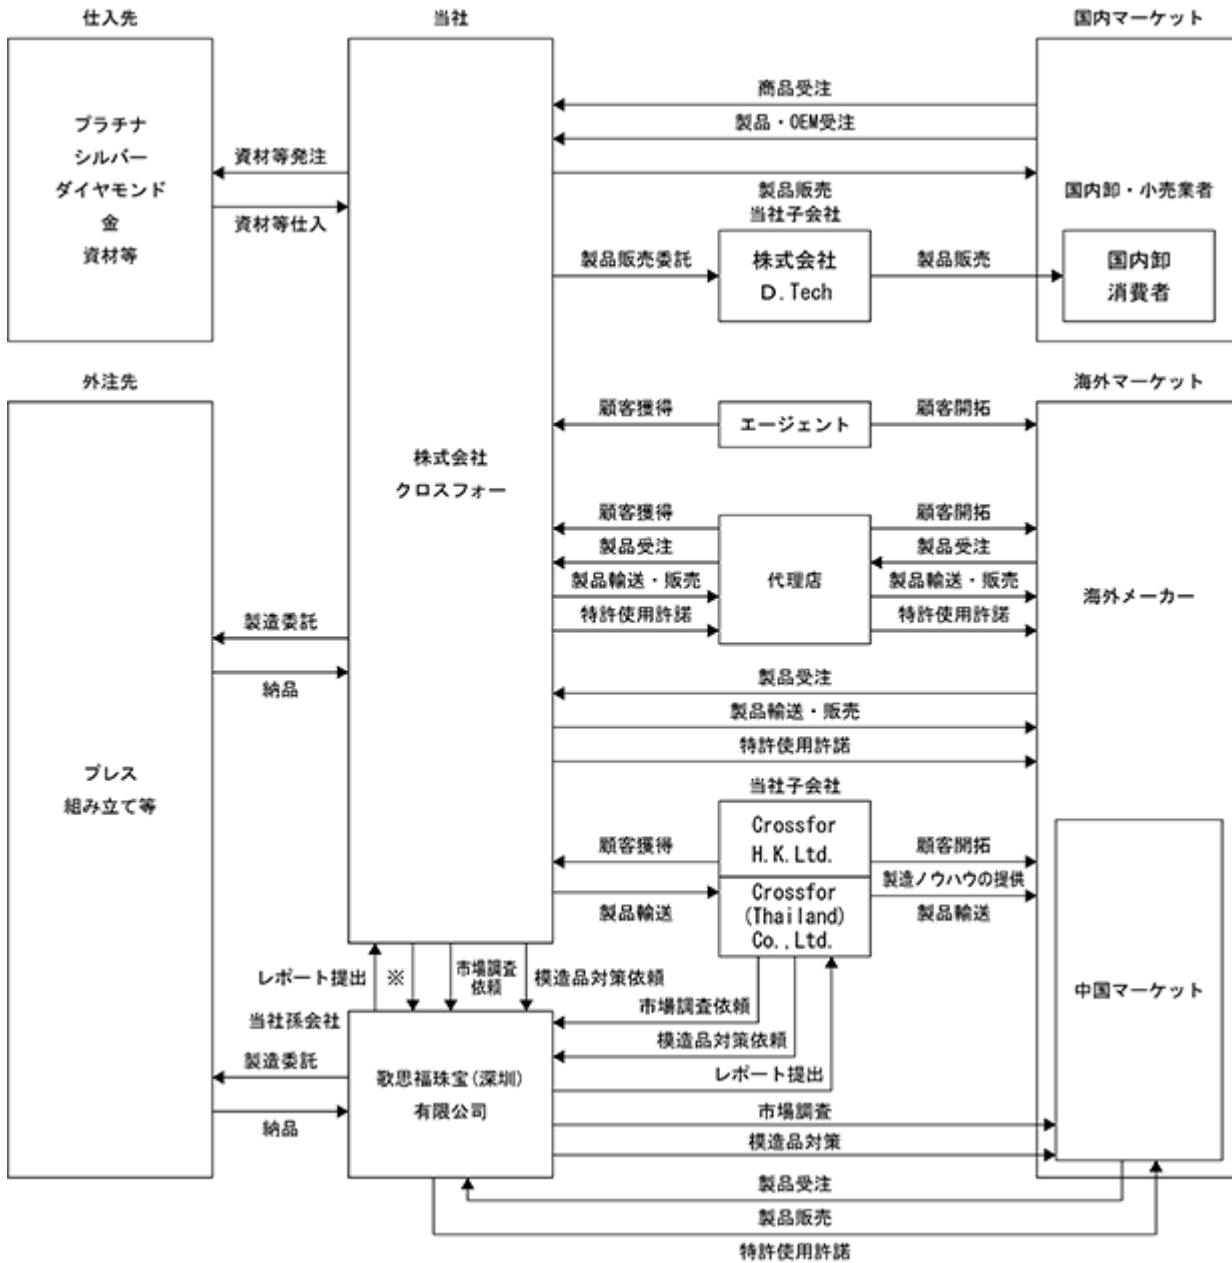 仕入先
当社
国内マーケット
プラチナ
シルバー
ダイヤモンド
金
資材等
資材等発注
資材等仕入
商品受注
製品・OEM受注
製品販売
当社子会社
国内卸・小売業者
製品販売委託
株式会社
D.Tech
製品販売
国内卸
消費者
外注先
海外マーケット
株式会社
クロスフォー
顧客獲得
エージェント
顧客開拓
顧客獲得
製品受注
製品輸送・販売
特許使用許諾
代理店
顧客開拓
製品受注
製品輸送・販売
特許使用許諾
海外メーカー
製造委託
納品
製品受注
製品輸送・販売
特許使用許諾
プレス
組み立て等
当社子会社
Crossfor
H.K.Ltd.
Crossfor
(Thailand)
Co.,Ltd.
顧客獲得
製品輸送
顧客開拓
製造ノウハウの提供
製品輸送
中国マーケット
レポート提出
※
市場調査
依頼
模造品対策依頼
市場調査依頼
模造品対策依頼
レポート提出
当社孫会社
製造委託
納品
歌思福珠宝(深圳)
有限公司
市場調査
模造品対策
製品受注
製品販売
特許使用許諾